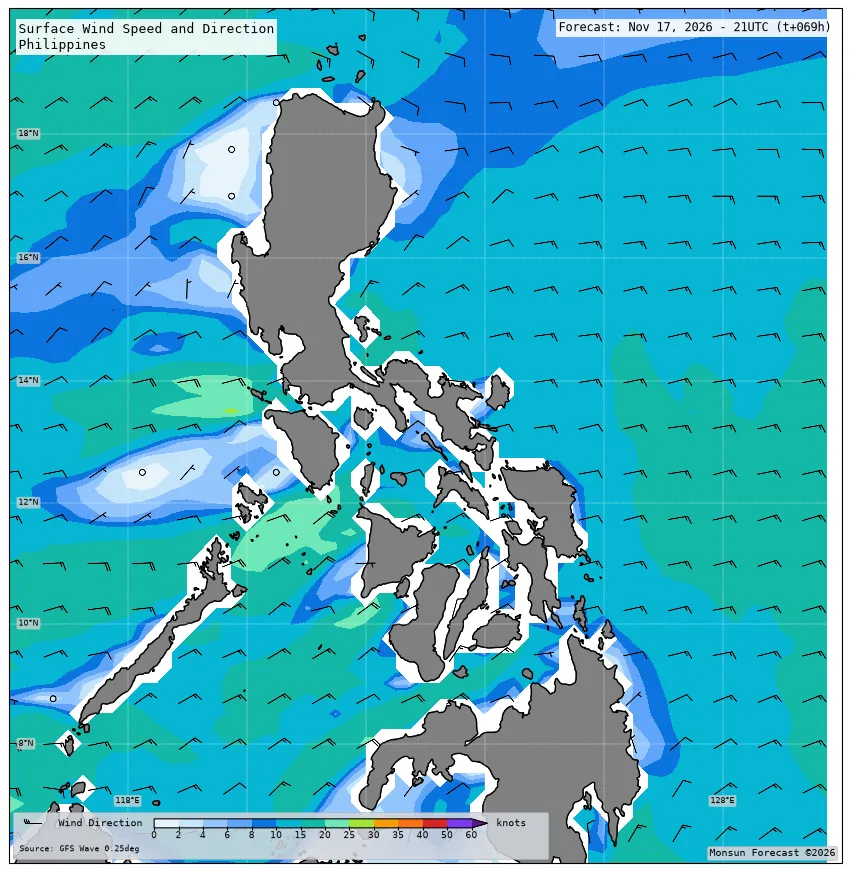 Surface Wind Speed and Direction
Philippines
Forecast: Nov 17, 2026 - 21UTC (t+069h)
18°N
16°N
14°N
12°N
10°N
8°N
118°E
128°E
Wind Direction
0 2 4 6 8 10 15 20 25 30 35 40 50 60
knots
Source: GFS Wave 0.25deg
Monsun Forecast ©2026